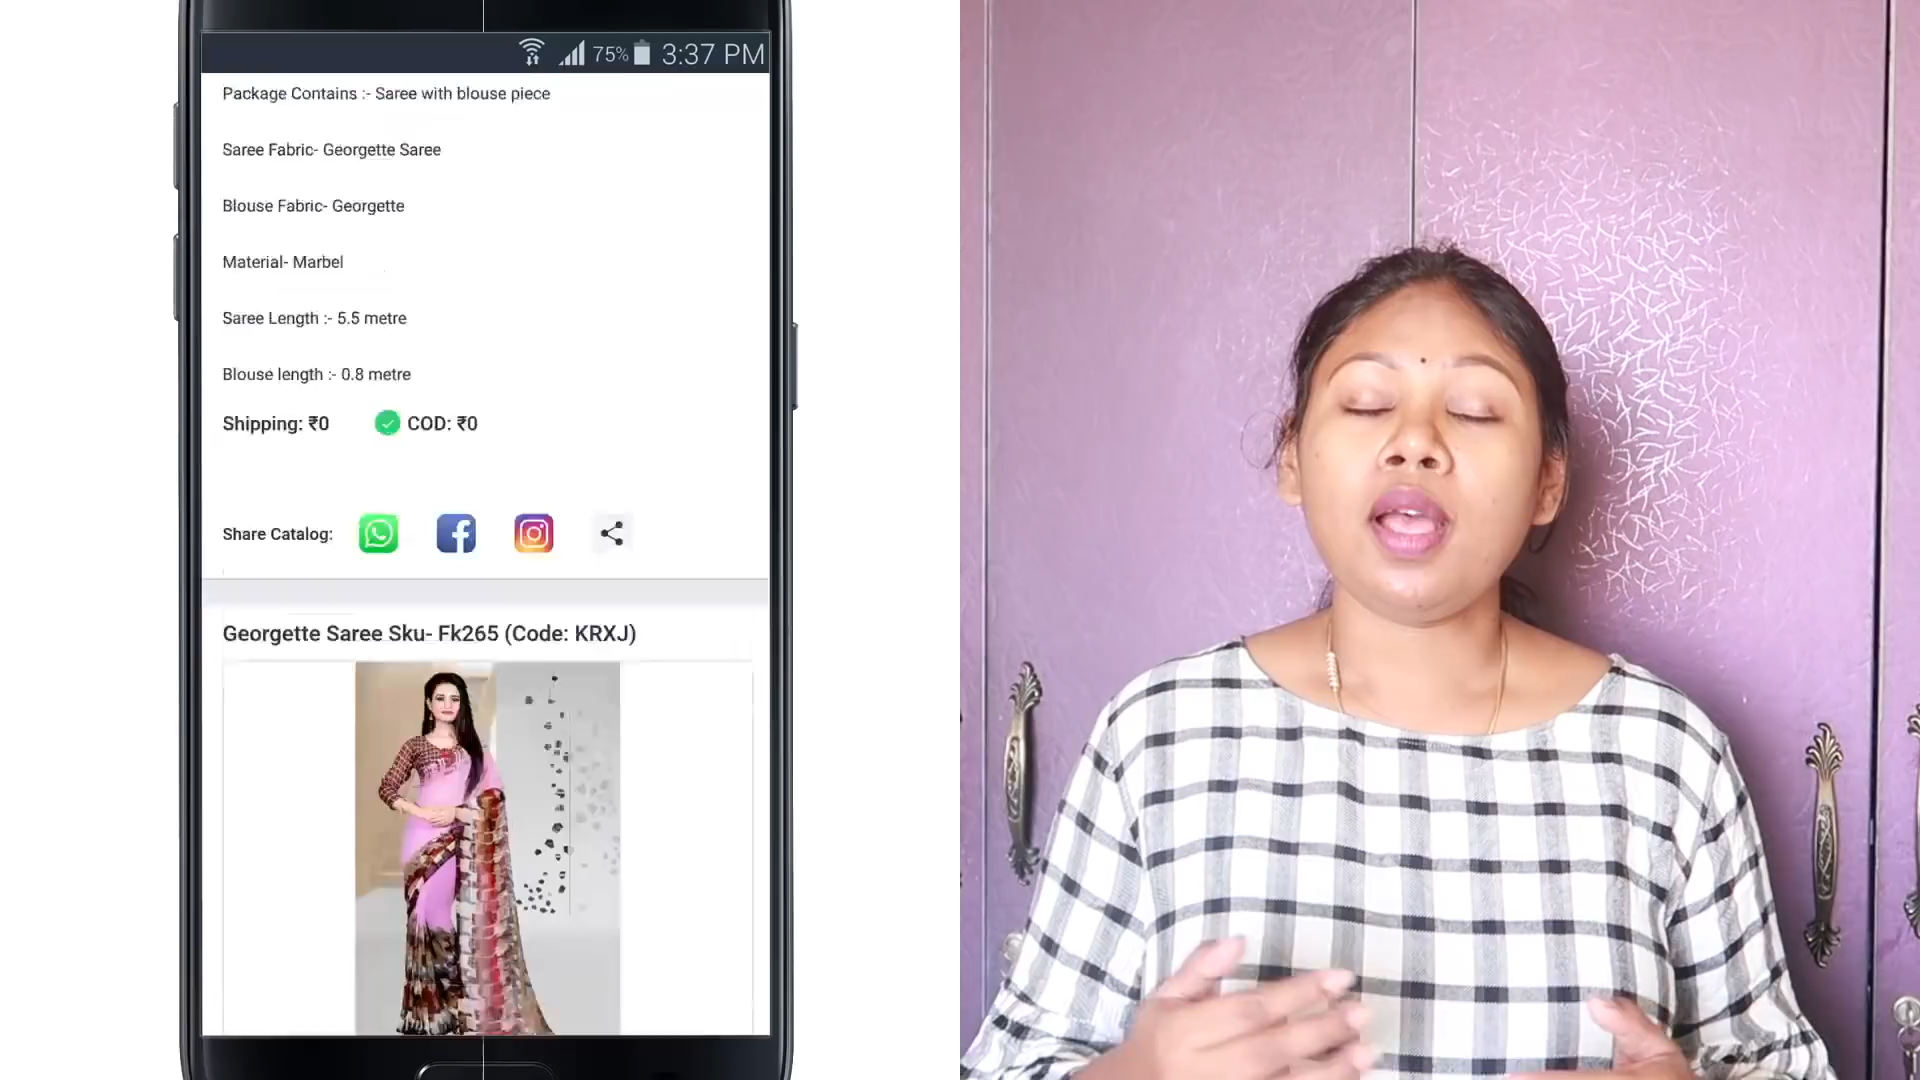 75% 3:37 PM
Package Contains :- Saree with blouse piece
Saree Fabric- Georgette Saree
Blouse Fabric- Georgette
Material- Marbel
Saree Length :- 5.5 metre
Blouse length :- 0.8 metre
Shipping: ₹0 COD: ₹0
Share Catalog:
Georgette Saree Sku- Fk265 (Code: KRXJ)